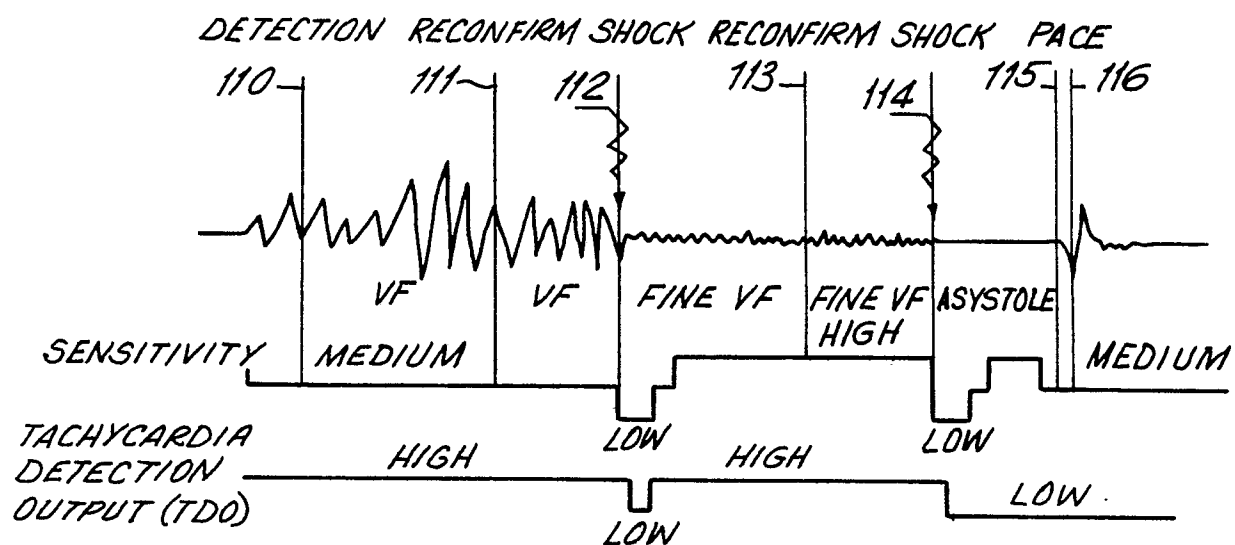 DETECTION RECONFIRM SHOCK RECONFIRM SHOCK PACE
110 111 112 113 114 115 116
VF VF FINE VF FINE VF ASYSTOLE
HIGH
SENSITIVITY MEDIUM MEDIUM
LOW LOW
TACHYCARDIA
DETECTION
OUTPUT (TDO)
HIGH HIGH
LOW
LOW